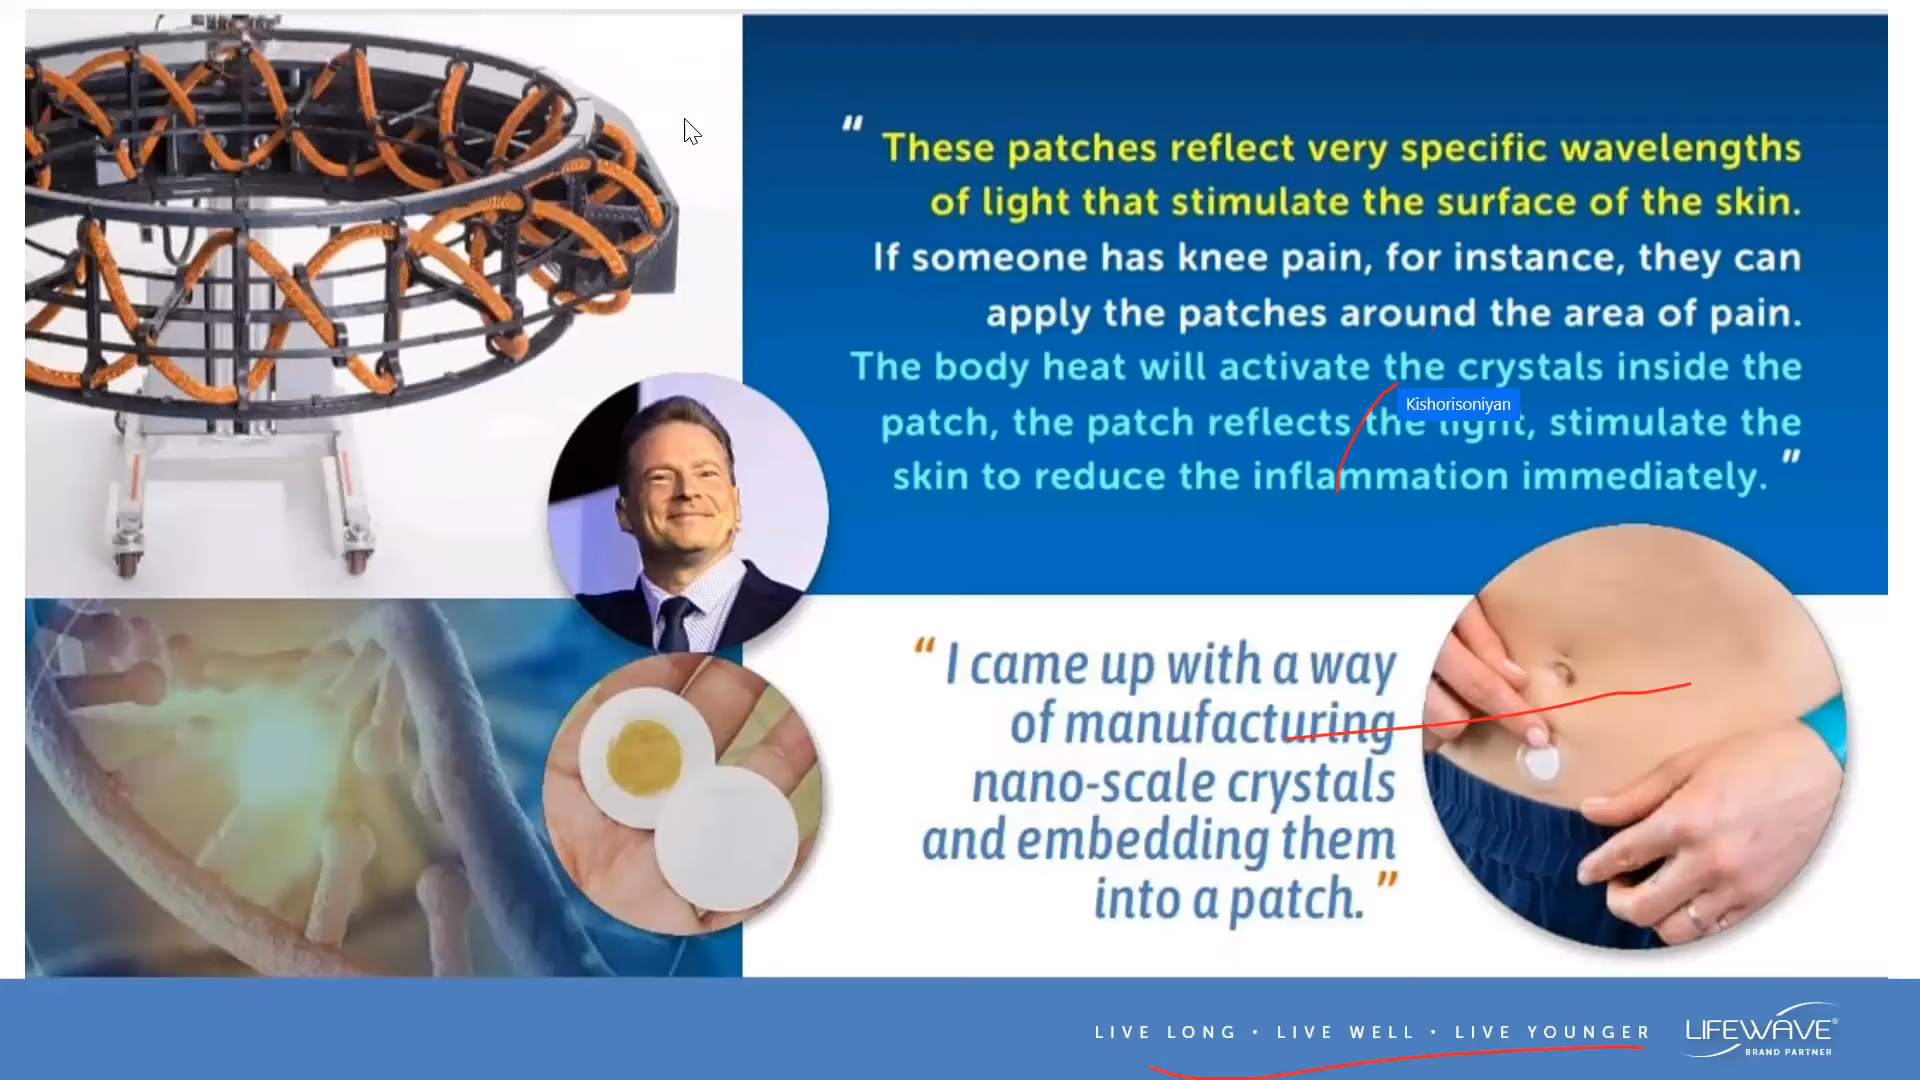 “ These patches reflect very specific wavelengths
of light that stimulate the surface of the skin.
If someone has knee pain, for instance, they can
apply the patches around the area of pain.
The body heat will activate the crystals inside the
Kishorisoniyan
patch, the patch reflects the light, stimulate the
skin to reduce the inflammation immediately. ”
“ I came up with a way
of manufacturing
nano-scale crystals
and embedding them
into a patch. ”
LIVE LONG • LIVE WELL • LIVE YOUNGER
LIFEWAVE®
BRAND PARTNER